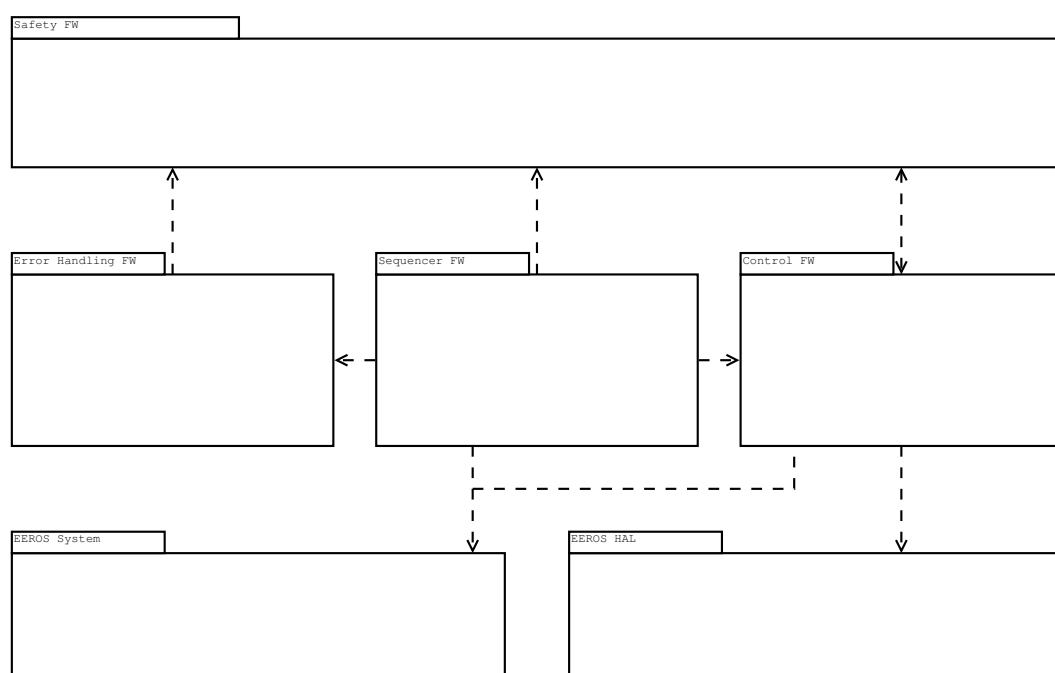 Safety FW
Error Handling FW
Sequencer FW
Control FW
EEROS System
EEROS HAL